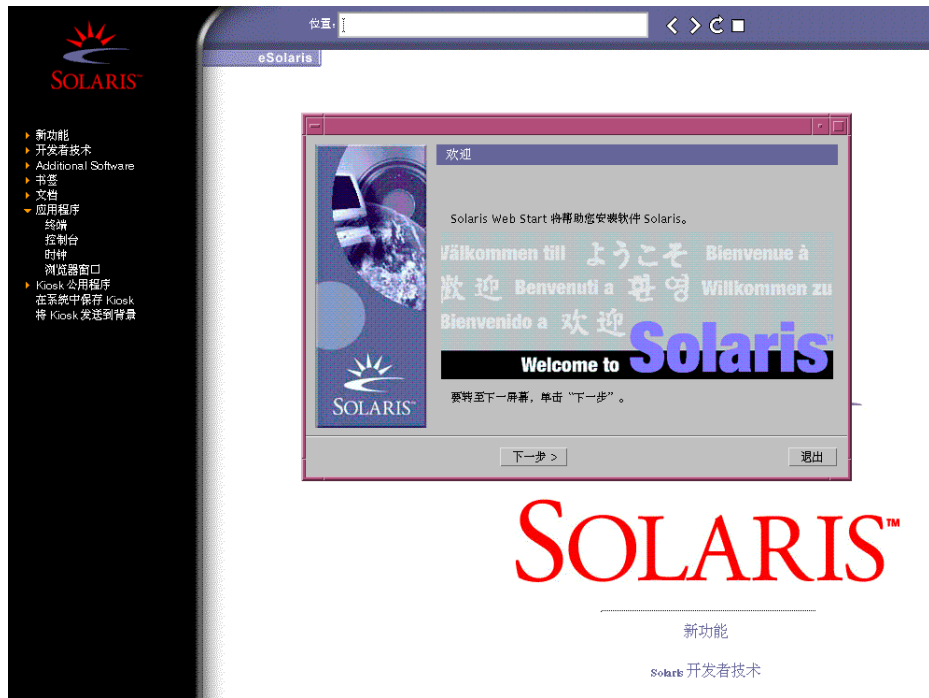 位置:
eSolaris
SOLARIS™
新功能
开发者技术
Additional Software
书签
文档
应用程序
终端
控制台
时钟
浏览器窗口
Kiosk 公用程序
在系统中保存 Kiosk
将 Kiosk 发送到背景
欢迎
Solaris Web Start 将帮助您安装软件 Solaris。
Välkommen till ようこそ Bienvenue à
歡迎 Benvenuti a 환영 Willkommen zu
Bienvenido a 欢迎
Welcome to Solaris™
SOLARIS™
要转至下一屏幕，单击“下一步”。
下一步 >
退出
SOLARIS™
新功能
Solaris 开发者技术